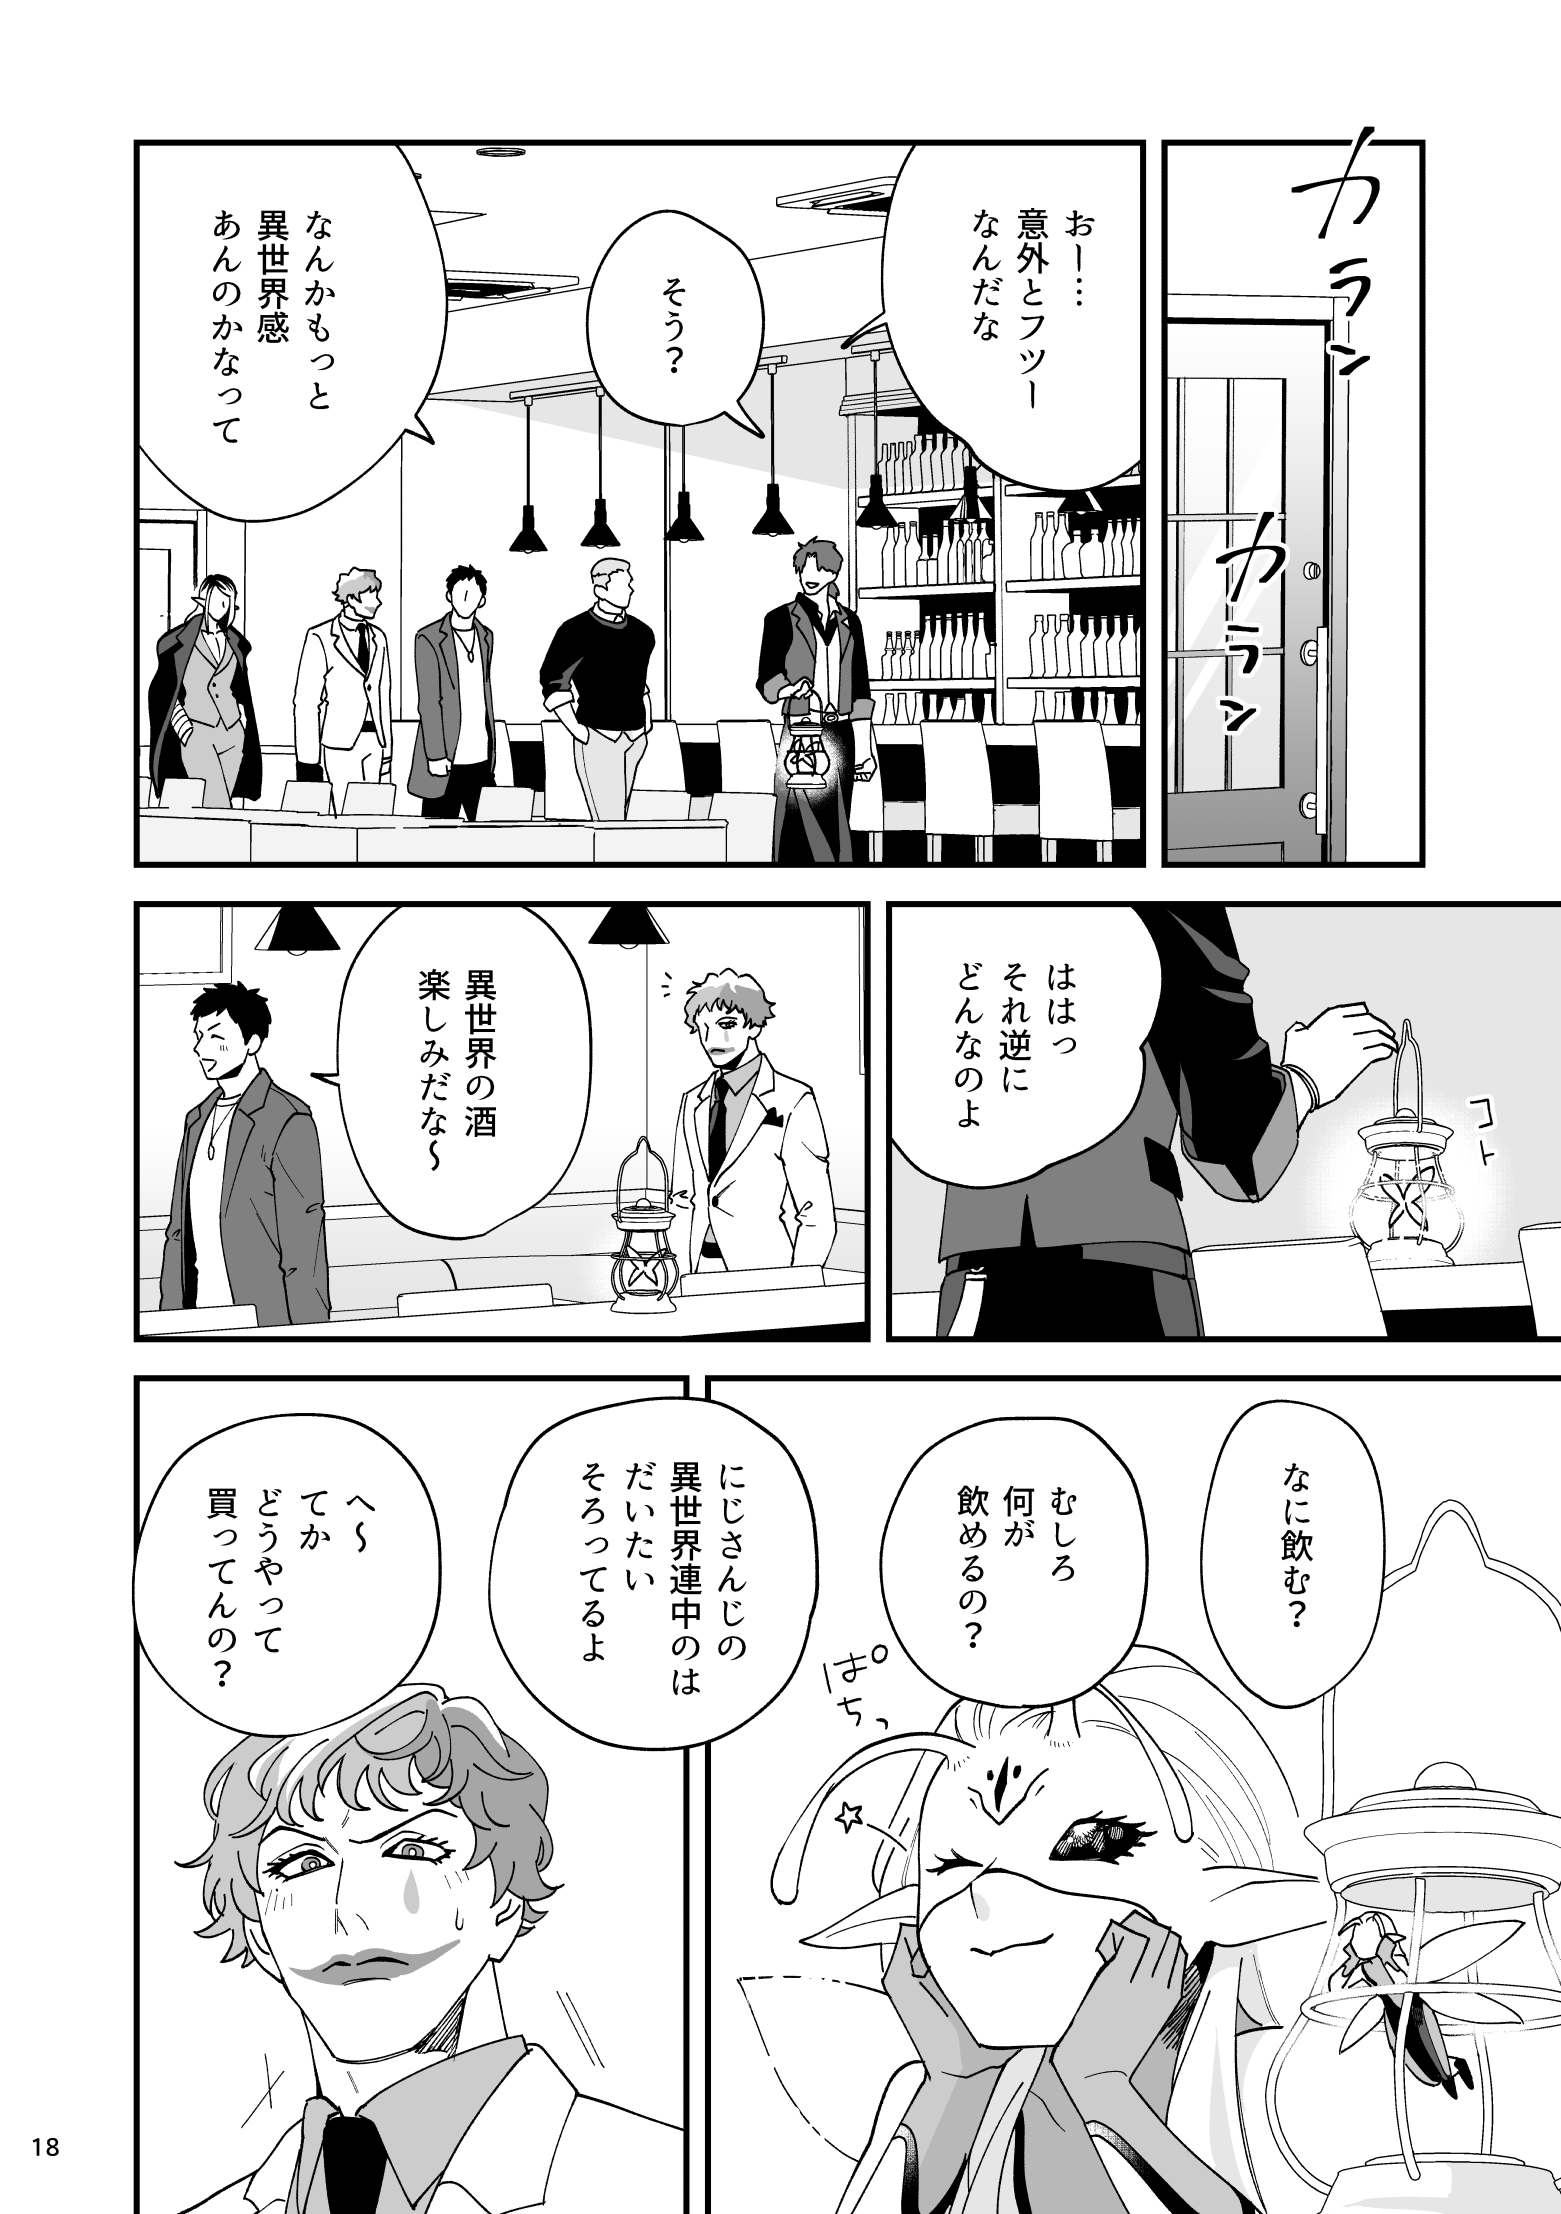 カラン
カラン
おー…
意外とフツー
なんだな
そう？
なんかもっと
異世界感
あんのかなって
ははっ
それ逆に
どんなのよ
コト
異世界の酒
楽しみだな〜
なに飲む？
むしろ
何が
飲めるの？
ぱちっ
にじさんじの
異世界連中のは
だいたい
そろってるよ
へ〜
てか
どうやって
買ってんの？
18